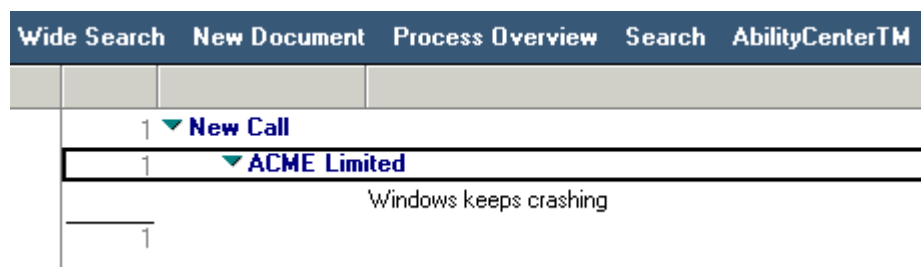 Wide Search New Document Process Overview Search AbilityCenterTM
1 New Call
1 ACME Limited
Windows keeps crashing
1